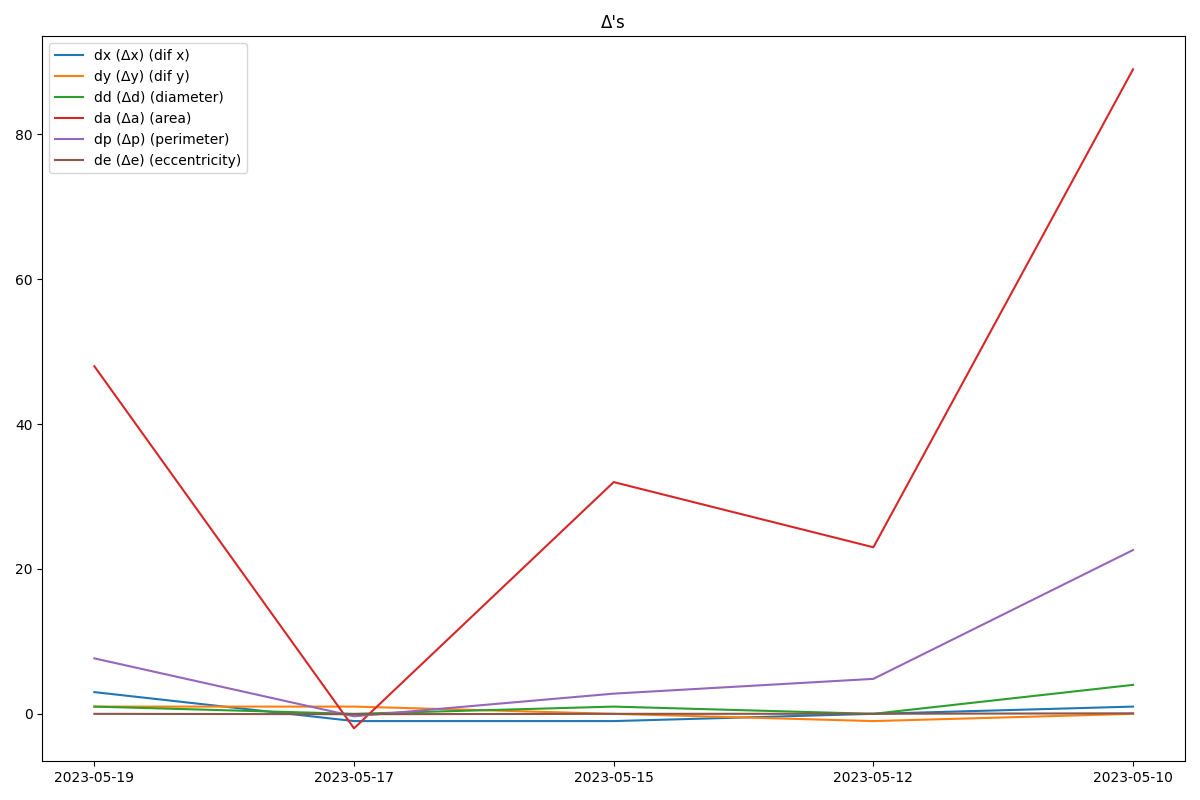 Δ's
dx (Δx) (dif x)
dy (Δy) (dif y)
dd (Δd) (diameter)
da (Δa) (area)
dp (Δp) (perimeter)
de (Δe) (eccentricity)
80
60
40
20
0
2023-05-19 2023-05-17 2023-05-15 2023-05-12 2023-05-10